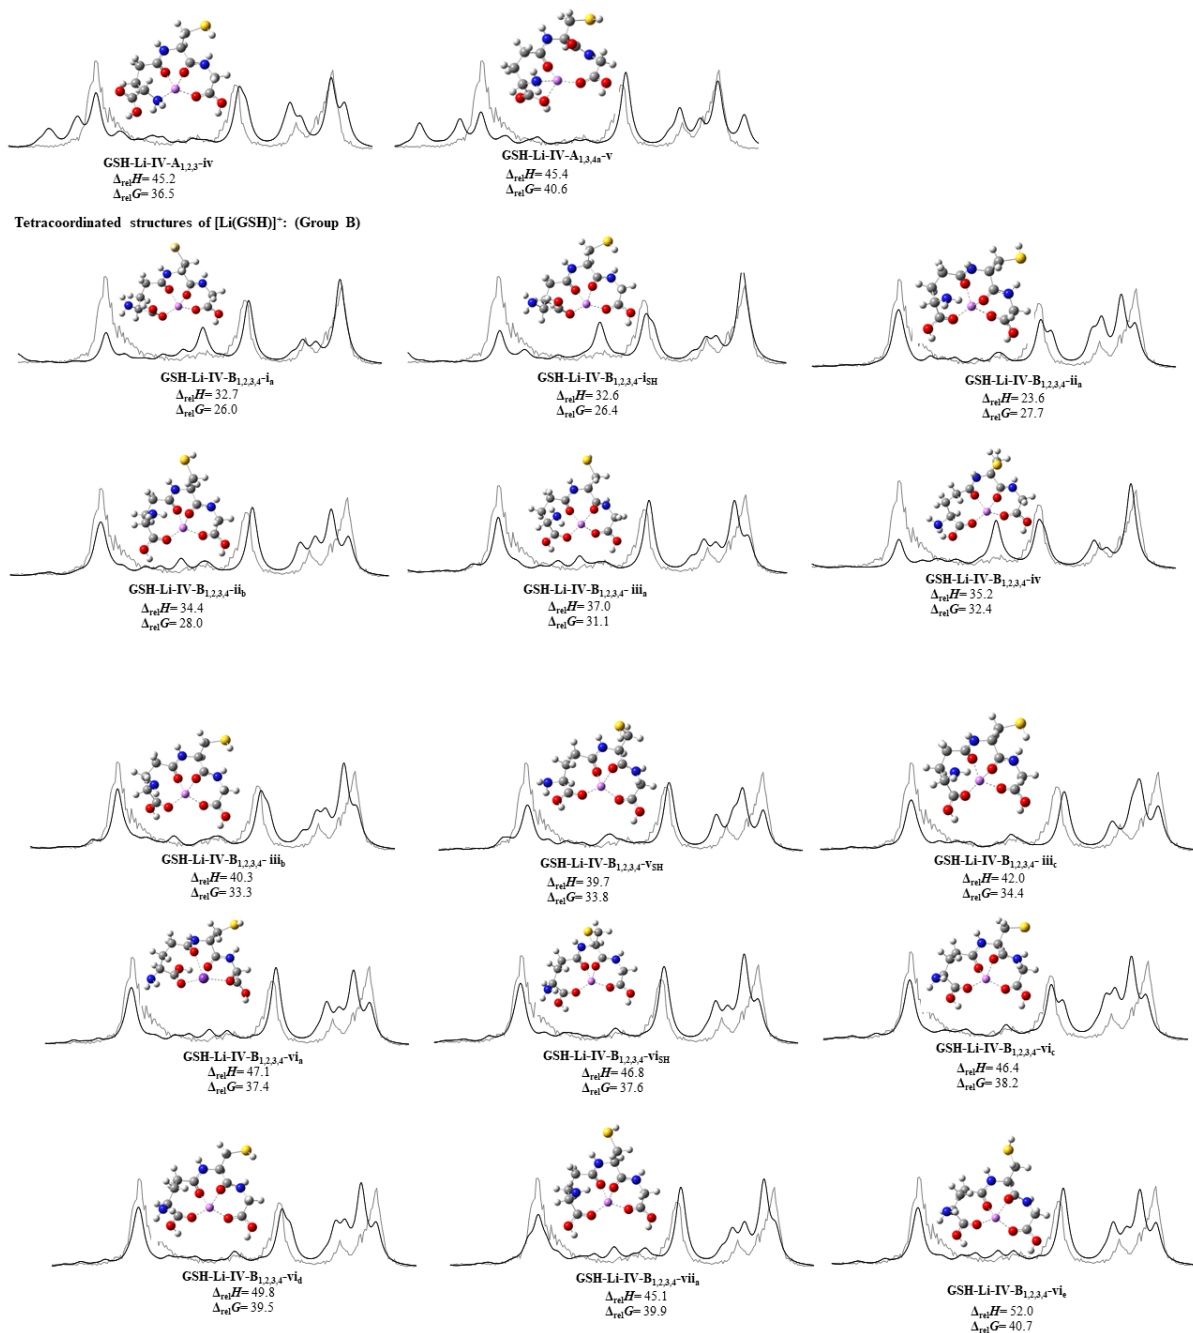 GSH-Li-IV-A1,2,3-iv
ΔrelH= 45.2
ΔrelG= 36.5
GSH-Li-IV-A1,3,4a-v
ΔrelH= 45.4
ΔrelG= 40.6
Tetracoordinated structures of [Li(GSH)]+: (Group B)
GSH-Li-IV-B1,2,3,4-ia
ΔrelH= 32.7
ΔrelG= 26.0
GSH-Li-IV-B1,2,3,4-iSH
ΔrelH= 32.6
ΔrelG= 26.4
GSH-Li-IV-B1,2,3,4-iia
ΔrelH= 23.6
ΔrelG= 27.7
GSH-Li-IV-B1,2,3,4-iib
ΔrelH= 34.4
ΔrelG= 28.0
GSH-Li-IV-B1,2,3,4- iiia
ΔrelH= 37.0
ΔrelG= 31.1
GSH-Li-IV-B1,2,3,4-iv
ΔrelH= 35.2
ΔrelG= 32.4
GSH-Li-IV-B1,2,3,4- iiib
ΔrelH= 40.3
ΔrelG= 33.3
GSH-Li-IV-B1,2,3,4-vSH
ΔrelH= 39.7
ΔrelG= 33.8
GSH-Li-IV-B1,2,3,4- iiic
ΔrelH= 42.0
ΔrelG= 34.4
GSH-Li-IV-B1,2,3,4-via
ΔrelH= 47.1
ΔrelG= 37.4
GSH-Li-IV-B1,2,3,4-viSH
ΔrelH= 46.8
ΔrelG= 37.6
GSH-Li-IV-B1,2,3,4-vic
ΔrelH= 46.4
ΔrelG= 38.2
GSH-Li-IV-B1,2,3,4-vid
ΔrelH= 49.8
ΔrelG= 39.5
GSH-Li-IV-B1,2,3,4-viia
ΔrelH= 45.1
ΔrelG= 39.9
GSH-Li-IV-B1,2,3,4-vie
ΔrelH= 52.0
ΔrelG= 40.7